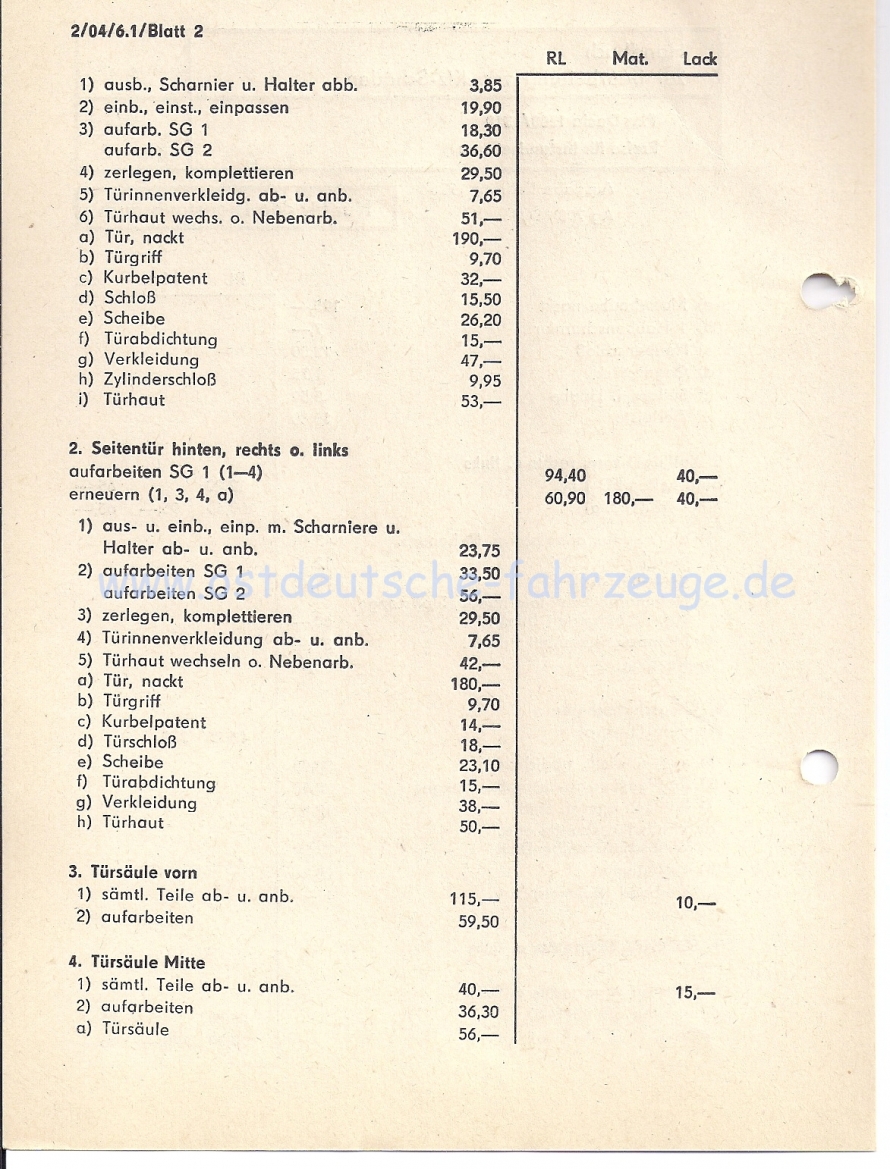 2/04/6.1/Blatt 2
RL Mat. Lack
1) ausb., Scharnier u. Halter abb. 3,85
2) einb., einst., einpassen 19,90
3) aufarb. SG 1 18,30
aufarb. SG 2 36,60
4) zerlegen, komplettieren 29,50
5) Türinnenverkleidg. ab- u. anb. 7,65
6) Türhaut wechs. o. Nebenarb. 51,—
a) Tür, nackt 190,—
b) Türgriff 9,70
c) Kurbelpatent 32,—
d) Schloß 15,50
e) Scheibe 26,20
f) Türabdichtung 15,—
g) Verkleidung 47,—
h) Zylinderschloß 9,95
i) Türhaut 53,—
2. Seitentür hinten, rechts o. links
aufarbeiten SG 1 (1—4) 94,40 40,—
erneuern (1, 3, 4, a) 60,90 180,— 40,—
1) aus- u. einb., einp. m. Scharniere u.
Halter ab- u. anb. 23,75
2) aufarbeiten SG 1 33,50
www.ostdeutsche-fahrzeuge.de
aufarbeiten SG 2 56,—
3) zerlegen, komplettieren 29,50
4) Türinnenverkleidung ab- u. anb. 7,65
5) Türhaut wechseln o. Nebenarb. 42,—
a) Tür, nackt 180,—
b) Türgriff 9,70
c) Kurbelpatent 14,—
d) Türschloß 18,—
e) Scheibe 23,10
f) Türabdichtung 15,—
g) Verkleidung 38,—
h) Türhaut 50,—
3. Türsäule vorn
1) sämtl. Teile ab- u. anb. 115,— 10,—
2) aufarbeiten 59,50
4. Türsäule Mitte
1) sämtl. Teile ab- u. anb. 40,— 15,—
2) aufarbeiten 36,30
a) Türsäule 56,—